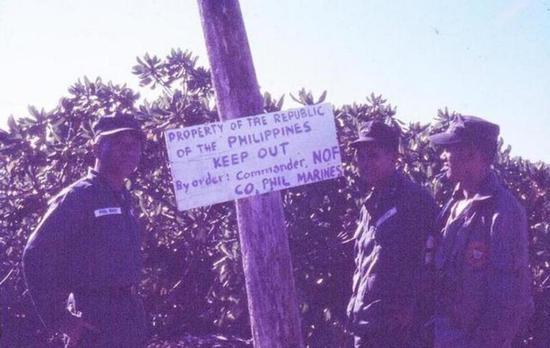 PROPERTY OF THE REPUBLIC
OF THE PHILIPPINES
KEEP OUT
By order: Commander, NOF
CO, PHIL MARINES